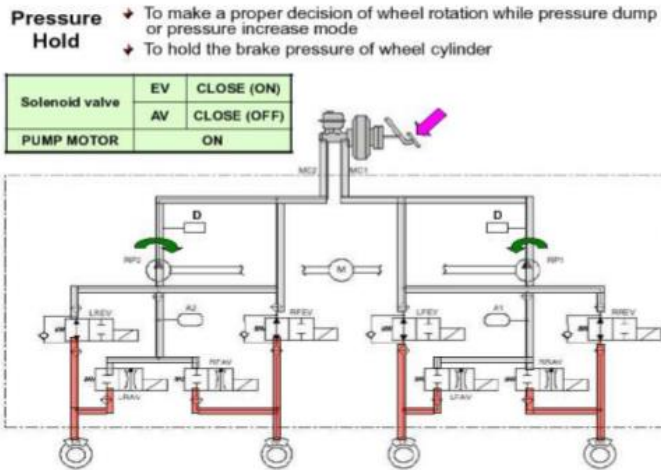 Pressure Hold
To make a proper decision of wheel rotation while pressure dump
or pressure increase mode
To hold the brake pressure of wheel cylinder
Solenoid valve
EV CLOSE (ON)
AV CLOSE (OFF)
PUMP MOTOR ON
MC2 MC1
D D
RP2 M RP1
LREV A2 RFEV LFEV A1 RREV
RFAV RRAV
LRAV LFAV